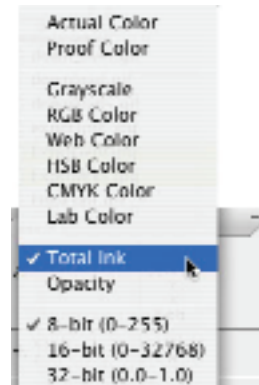 Actual Color
Proof Color
Grayscale
RGB Color
Web Color
HSB Color
CMYK Color
Lab Color
✓ Total Ink
Opacity
✓ 8-bit (0-255)
16-bit (0-32768)
32-bit (0.0-1.0)